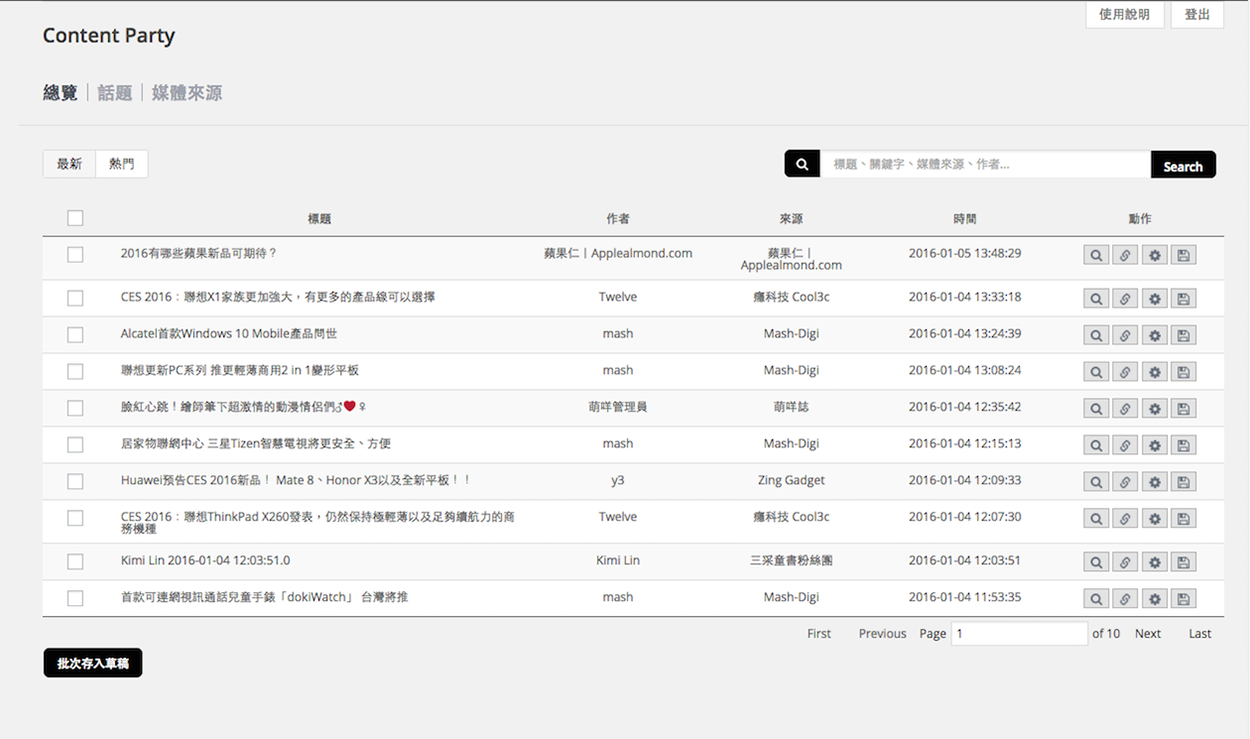 使用說明 登出
Content Party
總覽 話題 媒體來源
最新 熱門 標題、關鍵字、媒體來源、作者... Search
標題 作者 來源 時間 動作
2016有哪些蘋果新品可期待? 蘋果仁 | Applealmond.com 蘋果仁 | 2016-01-05 13:48:29
Applealmond.com
CES 2016:聯想X1家族更加強大,有更多的產品線可以選擇 Twelve 癮科技 Cool3c 2016-01-04 13:33:18
Alcatel首款Windows 10 Mobile產品問世 mash Mash-Digi 2016-01-04 13:24:39
聯想更新PC系列 推更輕薄商用2 in 1變形平板 mash Mash-Digi 2016-01-04 13:08:24
臉紅心跳!繪師筆下超激情的動漫情侶們♂❤♀ 萌咩管理員 萌咩誌 2016-01-04 12:35:42
居家物聯網中心 三星Tizen智慧電視將更安全、方便 mash Mash-Digi 2016-01-04 12:15:13
Huawei預告CES 2016新品! Mate 8、Honor X3以及全新平板!! y3 Zing Gadget 2016-01-04 12:09:33
CES 2016:聯想ThinkPad X260發表,仍然保持極輕薄以及足夠續航力的商 Twelve 癮科技 Cool3c 2016-01-04 12:07:30
務機種
Kimi Lin 2016-01-04 12:03:51.0 Kimi Lin 三采童書粉絲團 2016-01-04 12:03:51
首款可連網視訊通話兒童手錶「dokiWatch」 台灣將推 mash Mash-Digi 2016-01-04 11:53:35
First Previous Page 1 of 10 Next Last
批次存入草稿